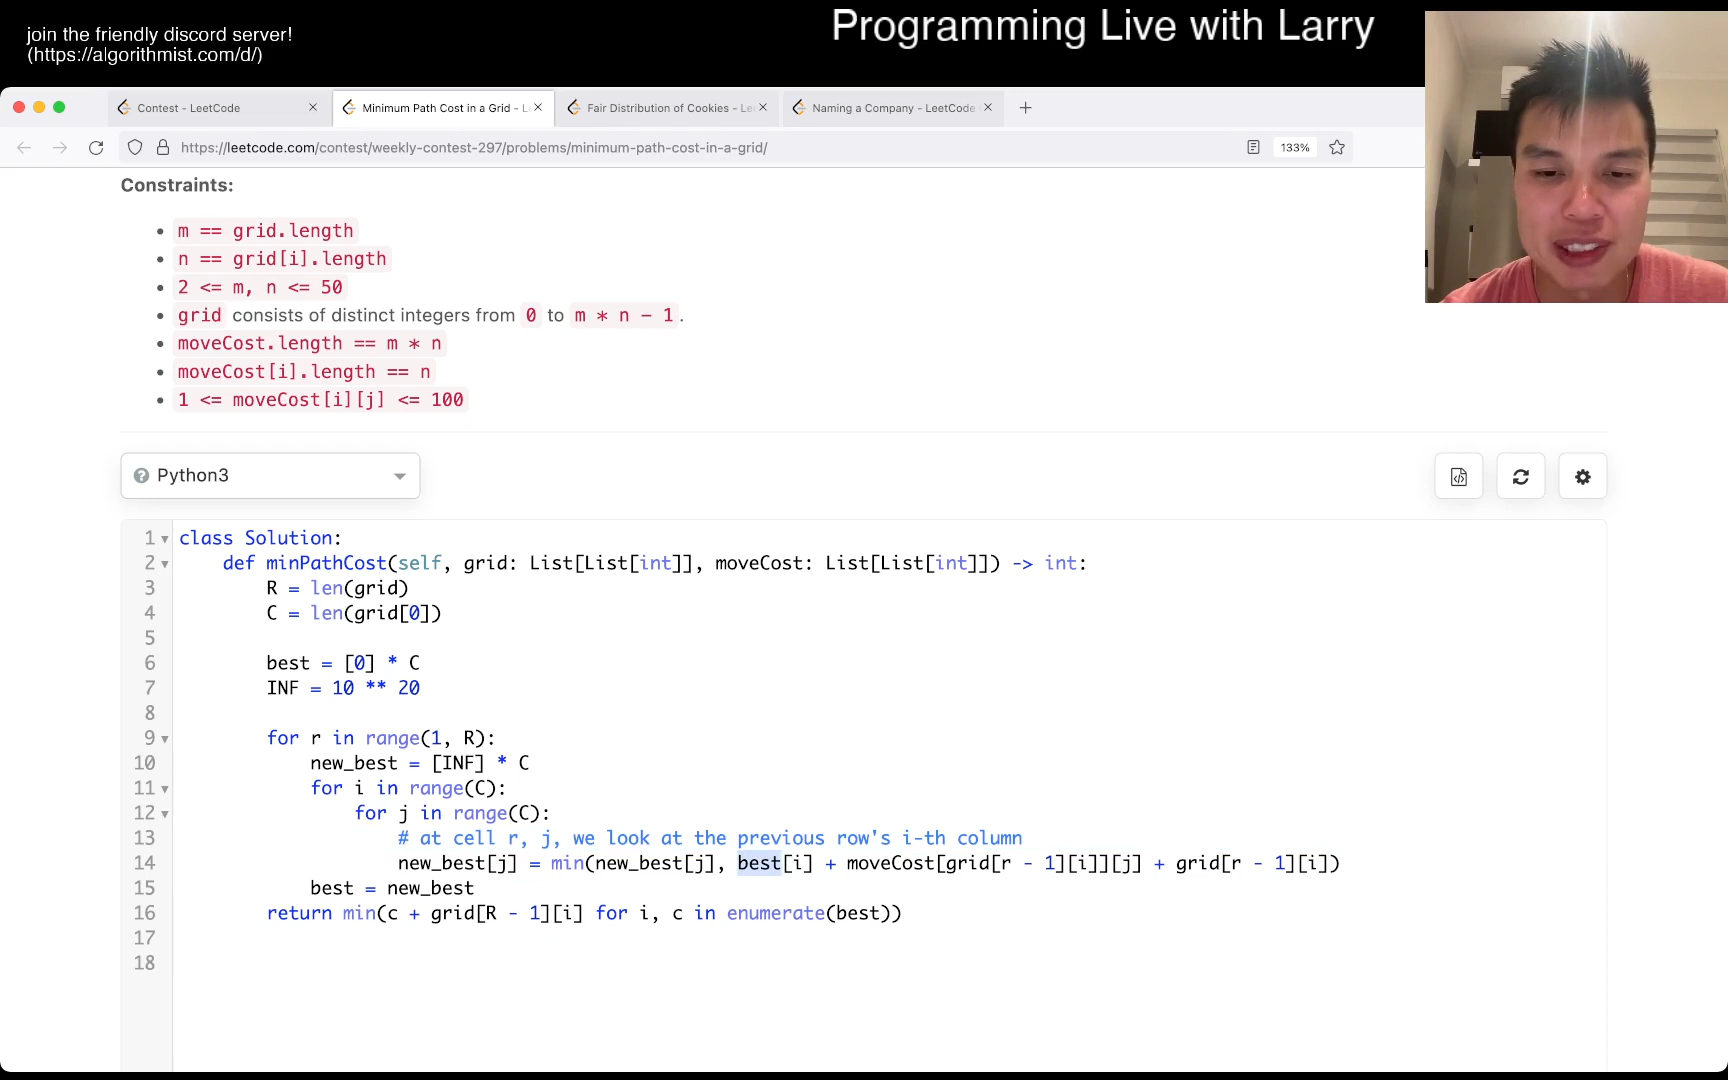 join the friendly discord server!
(https://algorithmist.com/d/)
Programming Live with Larry
Contest - LeetCode
Minimum Path Cost in a Grid - L
Fair Distribution of Cookies - Le
Naming a Company - LeetCode
https://leetcode.com/contest/weekly-contest-297/problems/minimum-path-cost-in-a-grid/
133%
Constraints:
m == grid.length
n == grid[i].length
2 <= m, n <= 50
grid consists of distinct integers from 0 to m * n - 1.
moveCost.length == m * n
moveCost[i].length == n
1 <= moveCost[i][j] <= 100
Python3
1 class Solution:
2 def minPathCost(self, grid: List[List[int]], moveCost: List[List[int]]) -> int:
3 R = len(grid)
4 C = len(grid[0])
5
6 best = [0] * C
7 INF = 10 ** 20
8
9 for r in range(1, R):
10 new_best = [INF] * C
11 for i in range(C):
12 for j in range(C):
13 # at cell r, j, we look at the previous row's i-th column
14 new_best[j] = min(new_best[j], best[i] + moveCost[grid[r - 1][i]][j] + grid[r - 1][i])
15 best = new_best
16 return min(c + grid[R - 1][i] for i, c in enumerate(best))
17
18